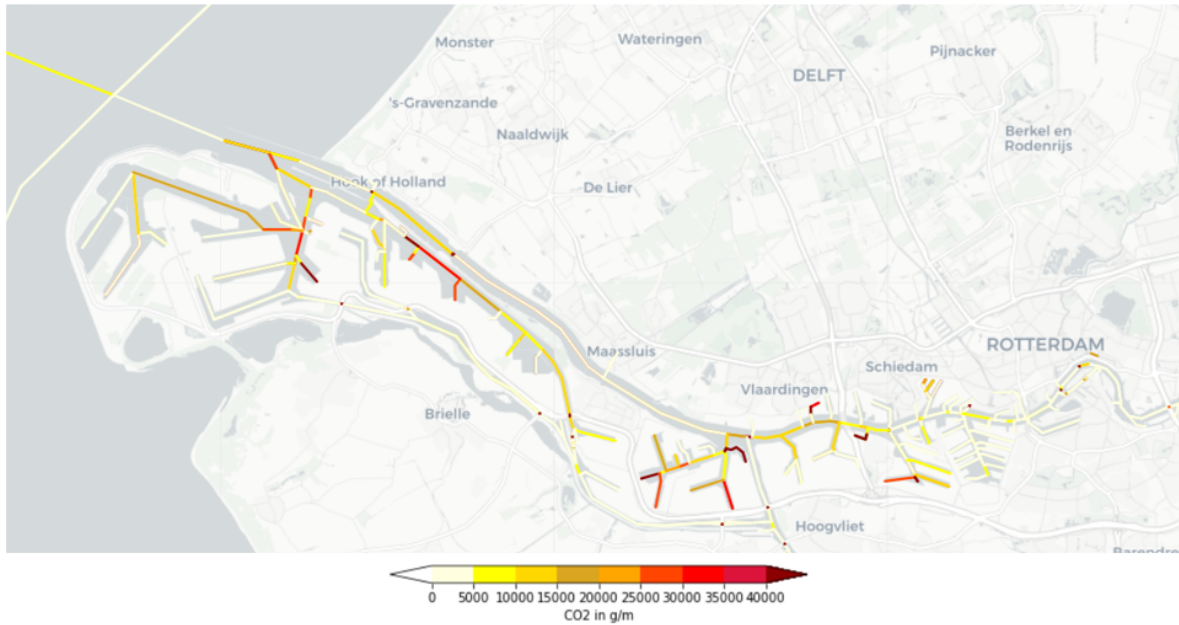 Monster
Wateringen
Pijnacker
DELFT
's-Gravenzande
Naaldwijk
Berkel en
Rodenrijs
Hook of Holland
De Lier
Maassluis
ROTTERDAM
Schiedam
Vlaardingen
Brielle
Hoogvliet
Barendre
0 5000 10000 15000 20000 25000 30000 35000 40000
CO2 in g/m